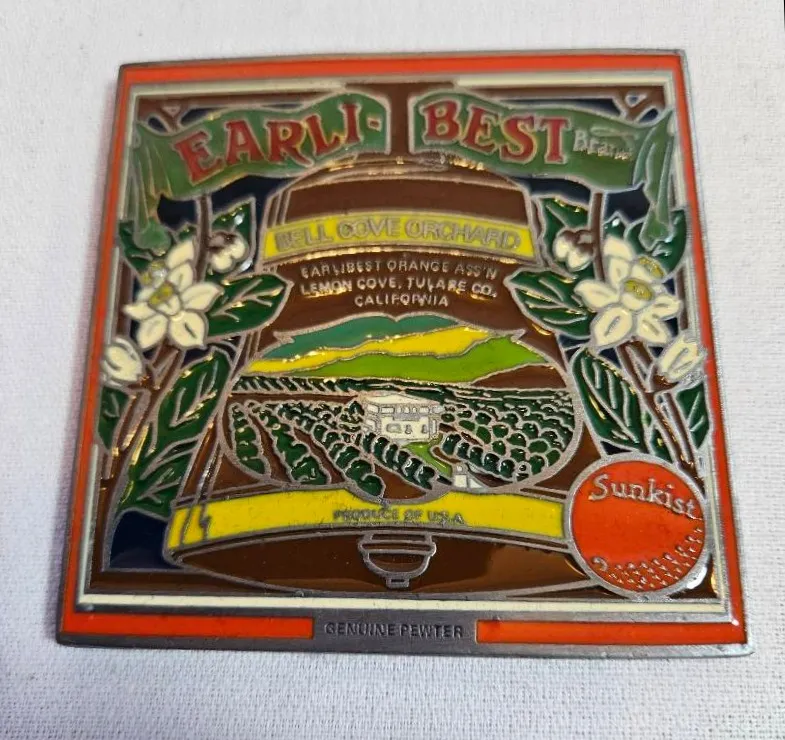 EARLI-BEST Brand
BELL COVE ORCHARD
EARLIBEST ORANGE ASS'N
LEMON COVE, TULARE CO.
CALIFORNIA
PRODUCE OF U.S.A
Sunkist
GENUINE PEWTER